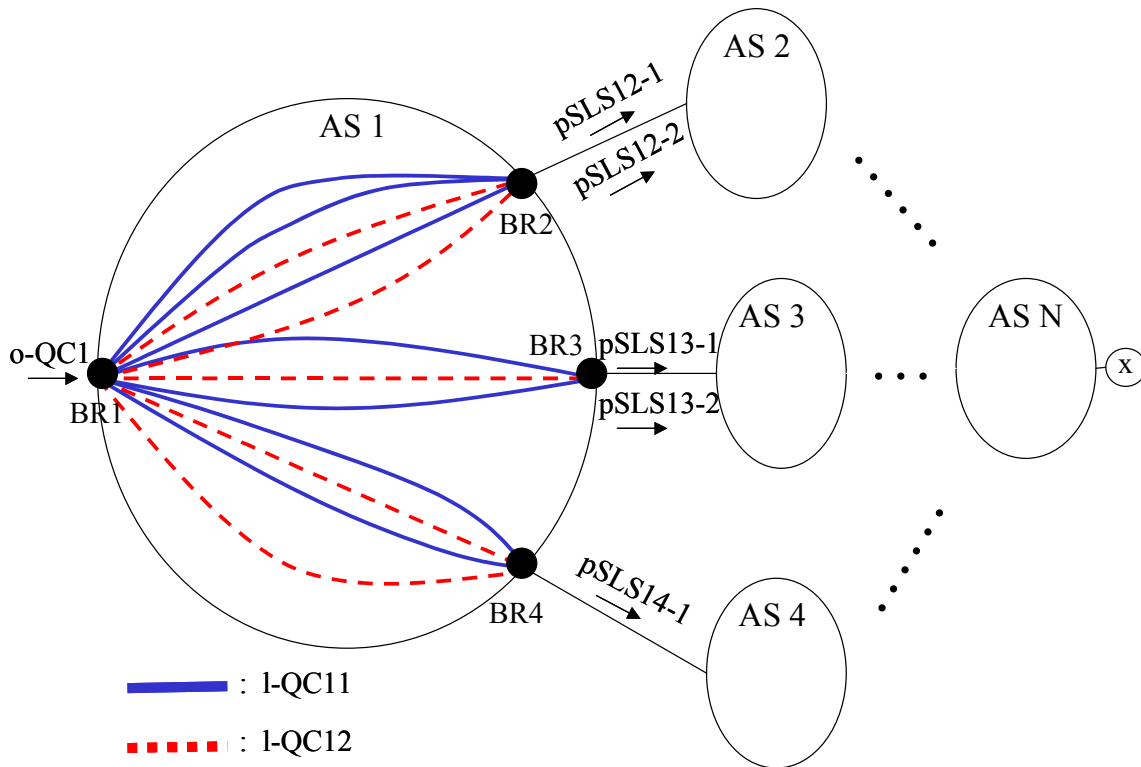 AS 2
pSLS12-1
AS 1
pSLS12-2
BR2
AS 3
AS N
BR3
pSLS13-1
o-QC1
x
BR1
pSLS13-2
pSLS14-1
BR4
AS 4
: l-QC11
: l-QC12